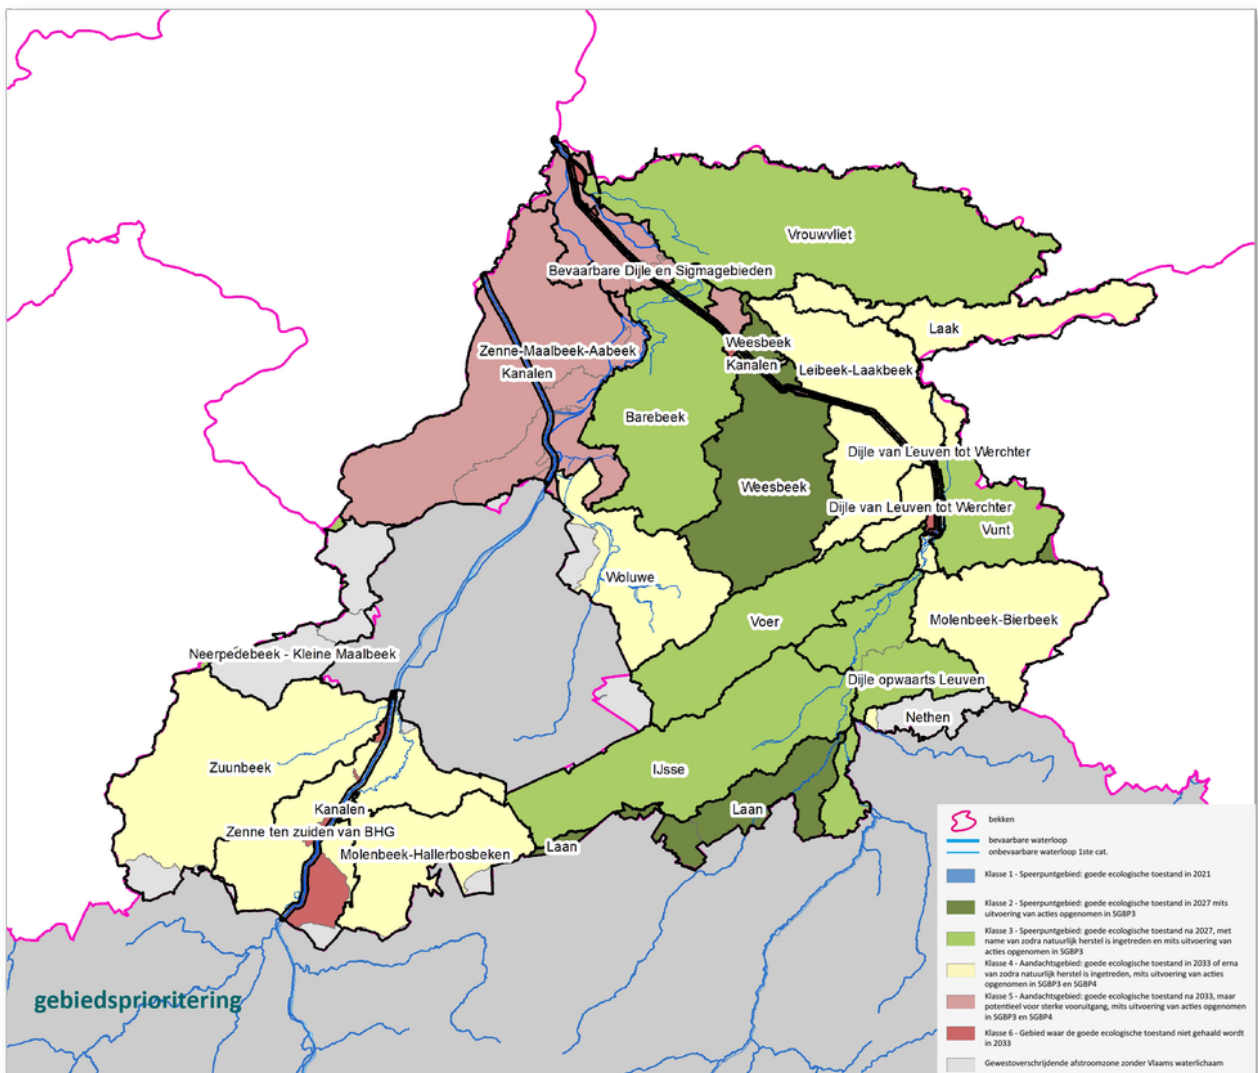 Vrouwvliet
Bevaarbare Dijle en Sigmagebieden
Laak
Weesbeek
Zenne-Maalbeek-Aabeek
Kanalen
Kanalen
Leibeek-Laakbeek
Barebeek
Dijle van Leuven tot Werchter
Weesbeek
Dijle van Leuven tot Werchter
Vunt
Woluwe
Voer
Molenbeek-Bierbeek
Neerpedebeek - Kleine Maalbeek
Dijle opwaarts Leuven
Nethen
Zuunbeek
IJsse
Kanalen
Laan
Zenne ten zuiden van BHG
Laan
Molenbeek-Hallerbosbeken
gebiedsprioritering
bekken
bevaarbare waterloop
onbevaarbare waterloop 1ste cat.
Klasse 1 - Speerpuntgebied: goede ecologische toestand in 2021
Klasse 2 - Speerpuntgebied: goede ecologische toestand in 2027 mits
uitvoering van acties opgenomen in SGBP3
Klasse 3 - Speerpuntgebied: goede ecologische toestand na 2027, met
name van zodra natuurlijk herstel is ingetreden en mits uitvoering van
acties opgenomen in SGBP3
Klasse 4 - Aandachtsgebied: goede ecologische toestand in 2033 of erna
van zodra natuurlijk herstel is ingetreden, mits uitvoering van acties
opgenomen in SGBP3 en SGBP4
Klasse 5 - Aandachtsgebied: goede ecologische toestand na 2033, maar
potentieel voor sterke vooruitgang, mits uitvoering van acties opgenomen
in SGBP3 en SGBP4
Klasse 6 - Gebied waar de goede ecologische toestand niet gehaald wordt
in 2033
Gewestoverschrijdende afstroomzone zonder Vlaams waterlichaam